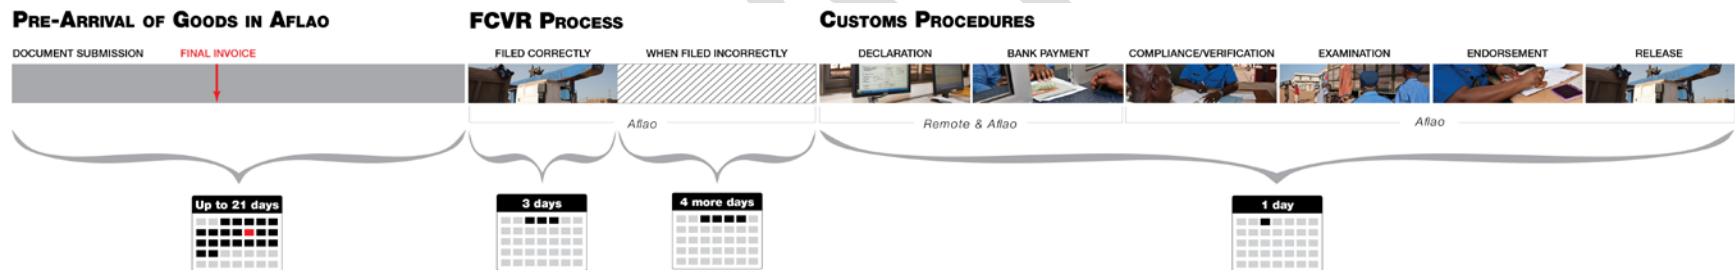 PRE-ARRIVAL OF GOODS IN AFLAO
FCVR PROCESS
CUSTOMS PROCEDURES
DOCUMENT SUBMISSION
FINAL INVOICE
FILED CORRECTLY
WHEN FILED INCORRECTLY
DECLARATION
BANK PAYMENT
COMPLIANCE/VERIFICATION
EXAMINATION
ENDORSEMENT
RELEASE
Aflao
Remote & Aflao
Aflao
Up to 21 days
3 days
4 more days
1 day